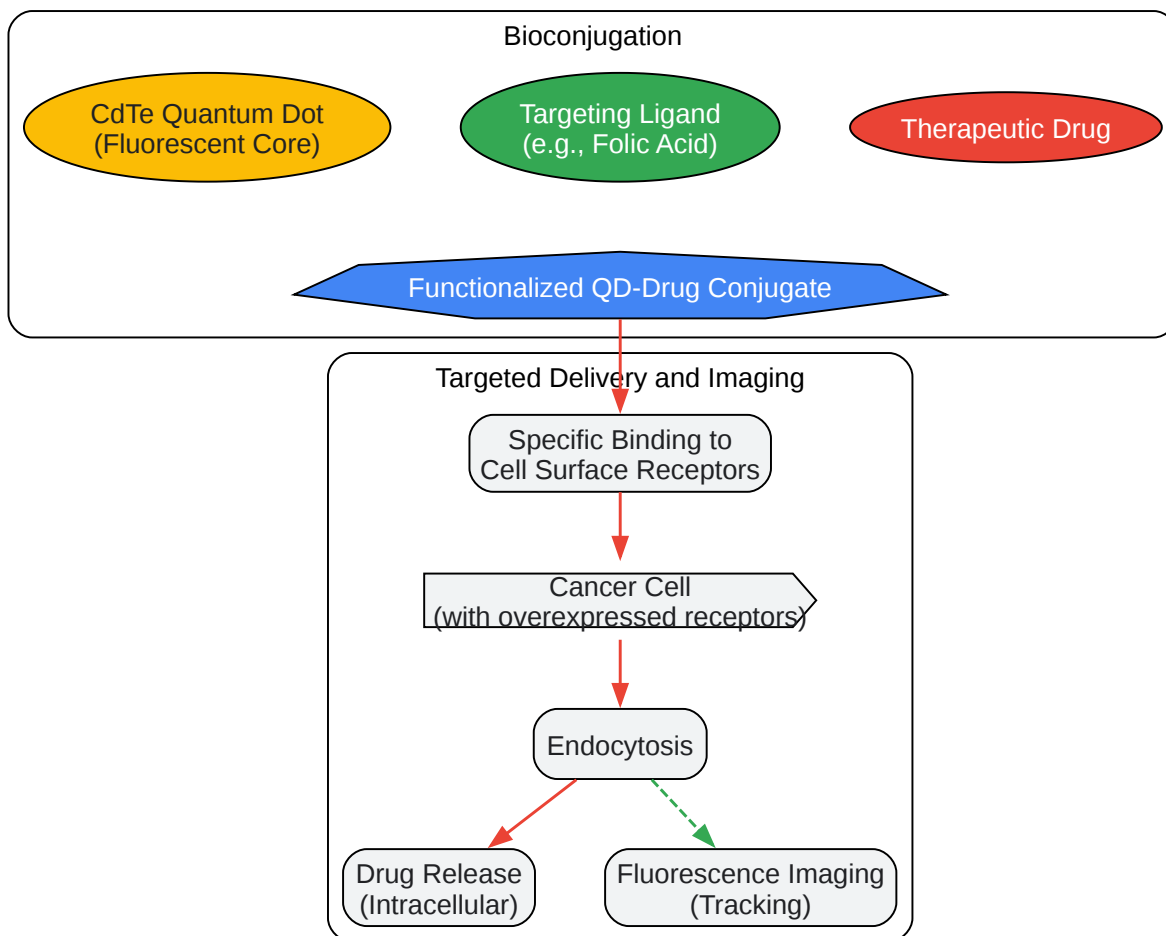 Bioconjugation
CdTe Quantum Dot
(Fluorescent Core)
Targeting Ligand
(e.g., Folic Acid)
Therapeutic Drug
Functionalized QD-Drug Conjugate
Targeted Delivery and Imaging
Specific Binding to
Cell Surface Receptors
Cancer Cell
(with overexpressed receptors)
Endocytosis
Drug Release
(Intracellular)
Fluorescence Imaging
(Tracking)